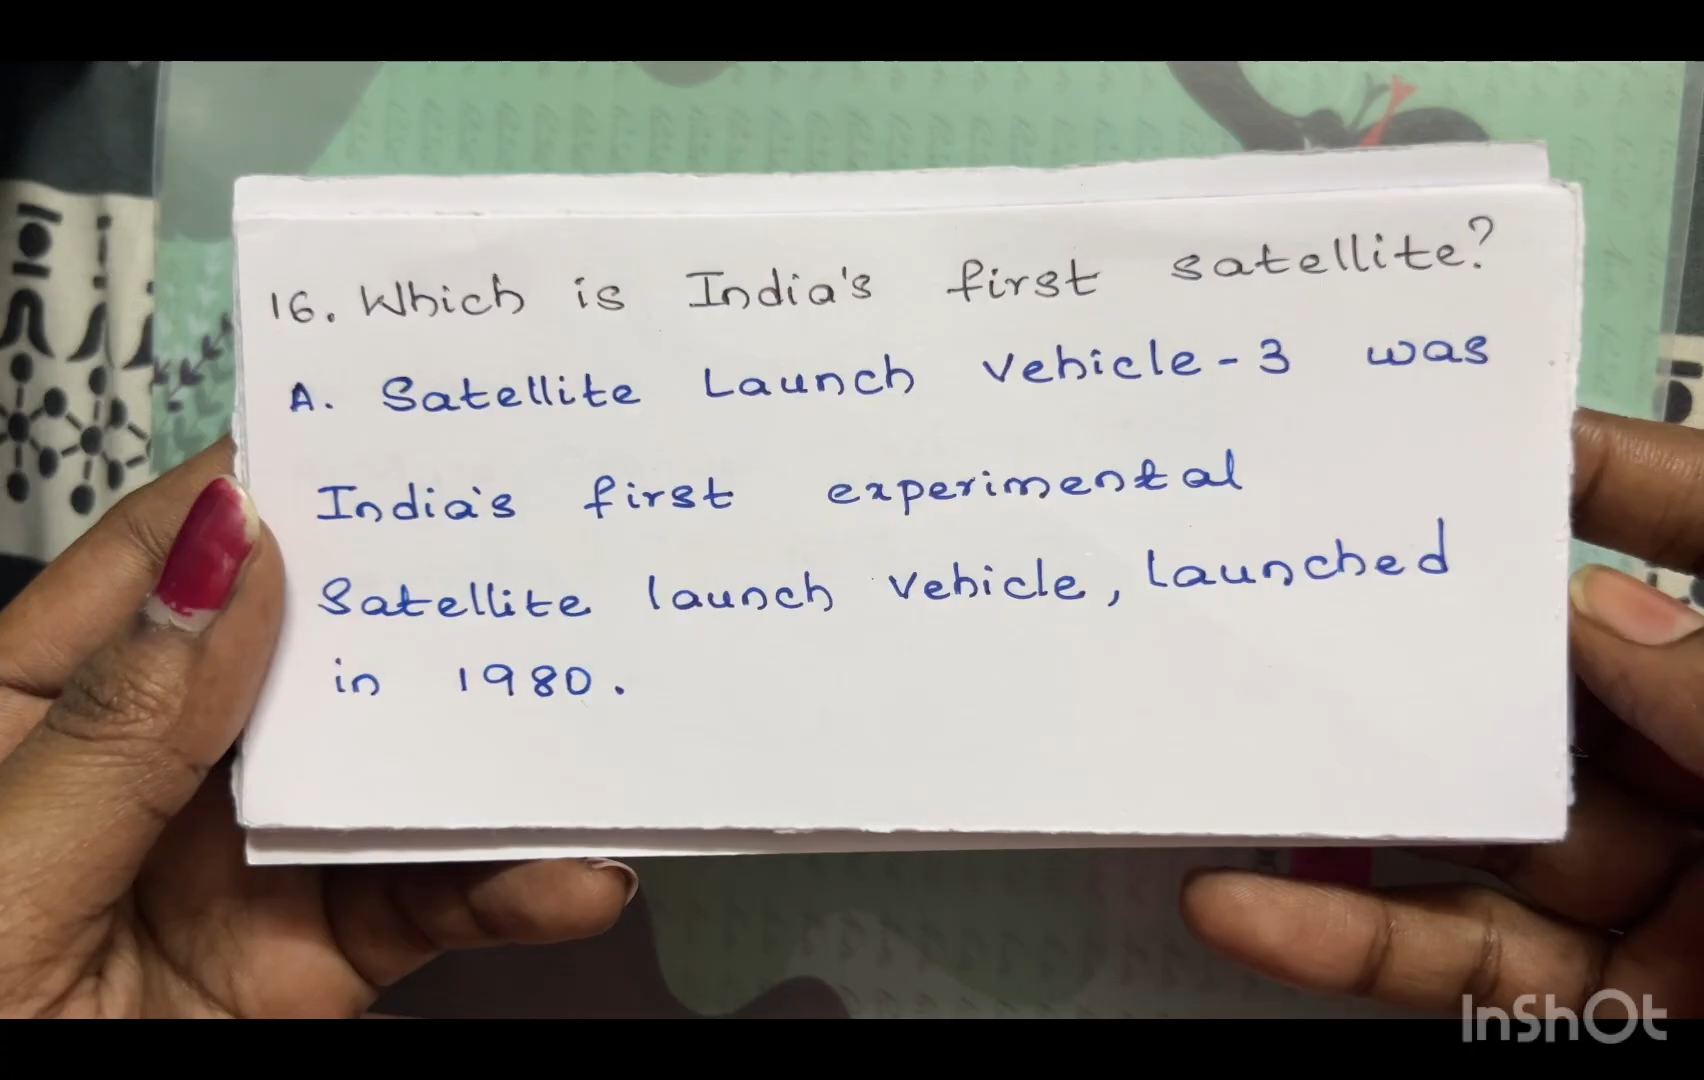 16. Which is India's first satellite?
A. Satellite Launch Vehicle-3 was
India's first experimental
Satellite launch vehicle, launched
in 1980.
InShOt